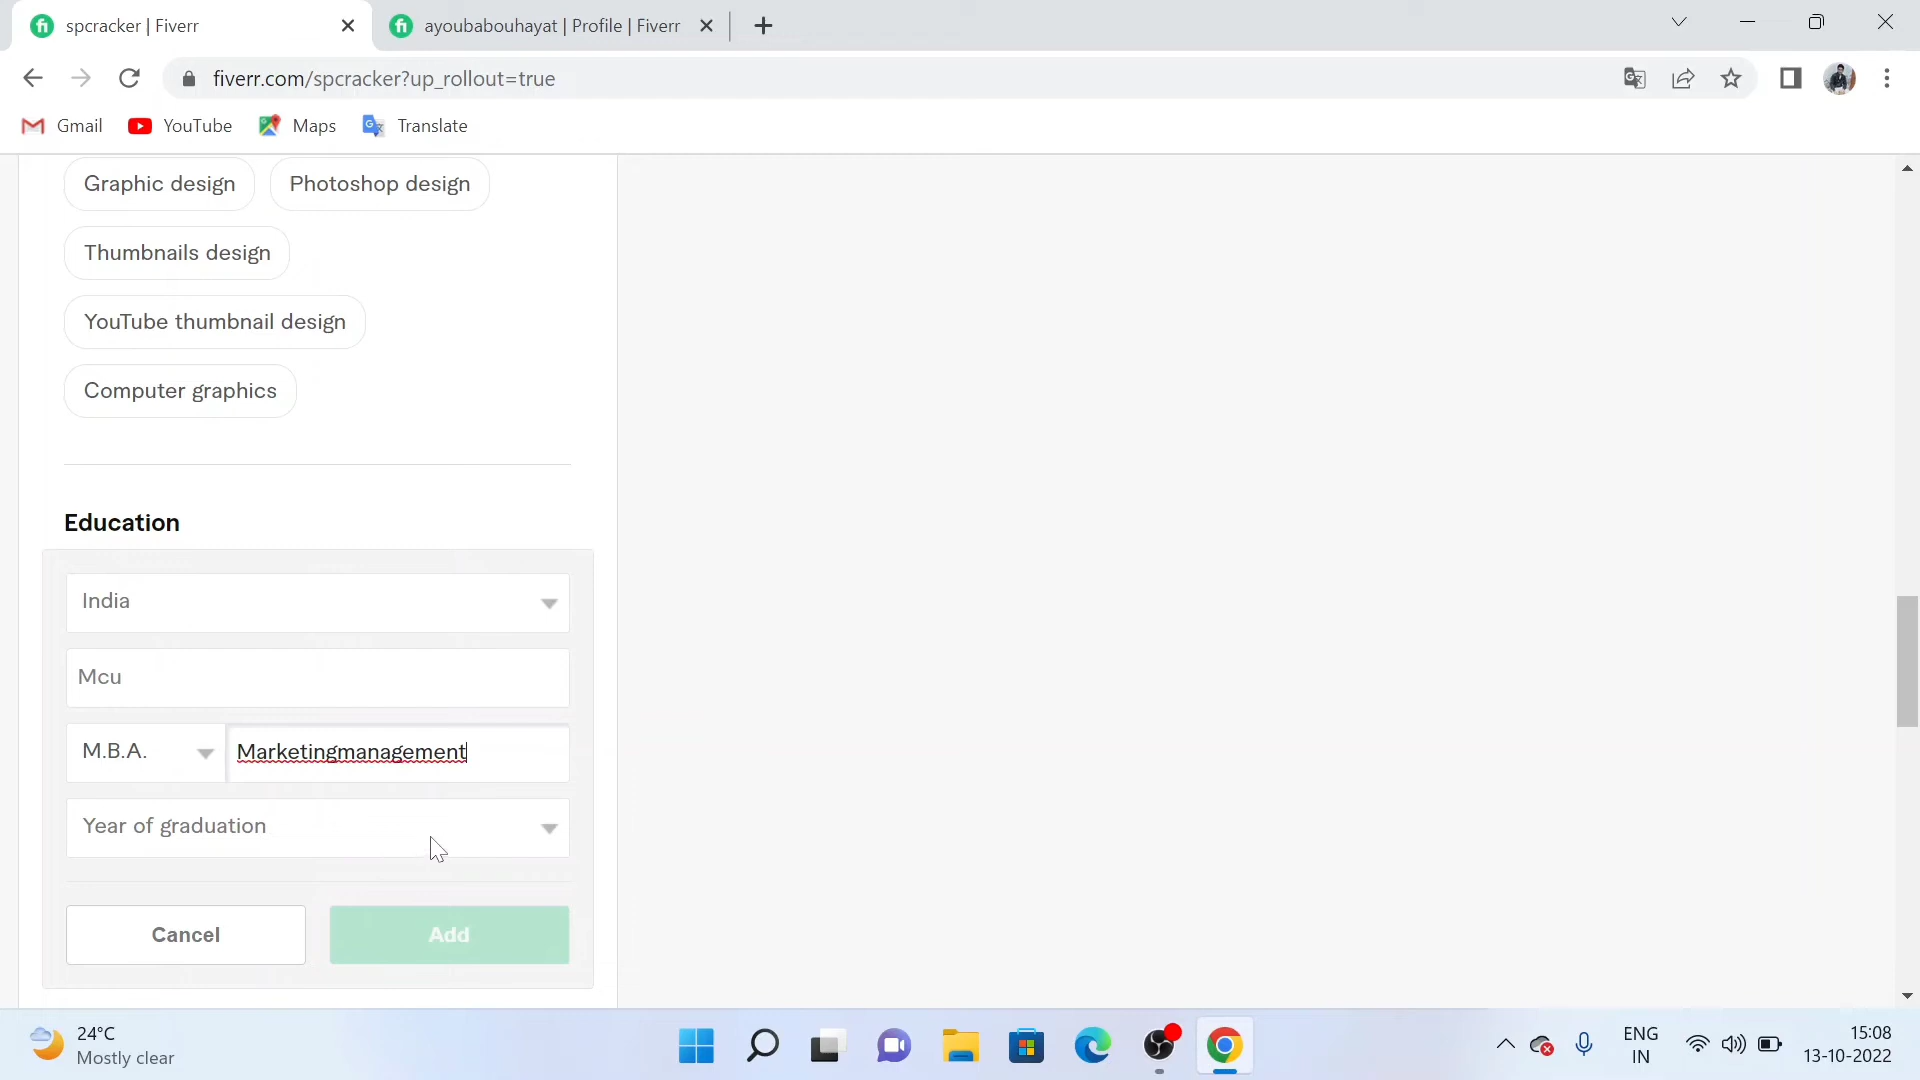 spcracker | Fiverr
ayoubabouhayat | Profile | Fiverr
fiverr.com/spcracker?up_rollout=true
Gmail
YouTube
Maps
Translate
Graphic design
Photoshop design
Thumbnails design
YouTube thumbnail design
Computer graphics
Education
India
Mcu
M.B.A.
Marketingmanagement
Year of graduation
Cancel
Add
24°C
Mostly clear
ENG
IN
15:08
13-10-2022